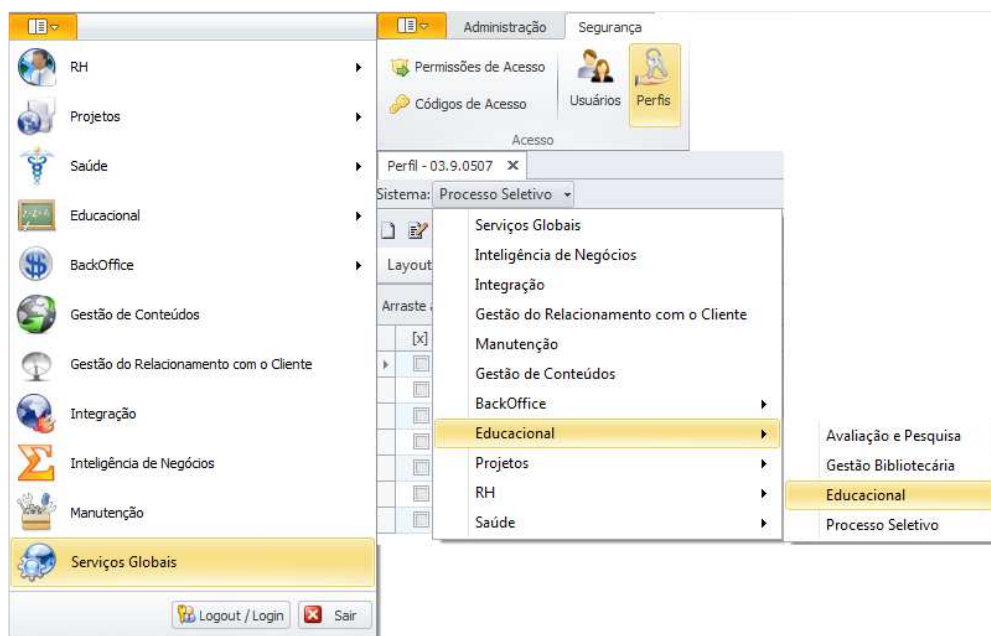 RH
Projetos
Saúde
Educacional
BackOffice
Gestão de Conteúdos
Gestão do Relacionamento com o Cliente
Integração
Inteligência de Negócios
Manutenção
Serviços Globais
Logout / Login
Sair
Administração
Segurança
Permissões de Acesso
Códigos de Acesso
Usuários
Perfis
Acesso
Perfil - 03.9.0507
Sistema: Processo Seletivo
Layout
Arraste a
[x]
Serviços Globais
Inteligência de Negócios
Integração
Gestão do Relacionamento com o Cliente
Manutenção
Gestão de Conteúdos
BackOffice
Educacional
Projetos
RH
Saúde
Avaliação e Pesquisa
Gestão Bibliotecária
Educacional
Processo Seletivo